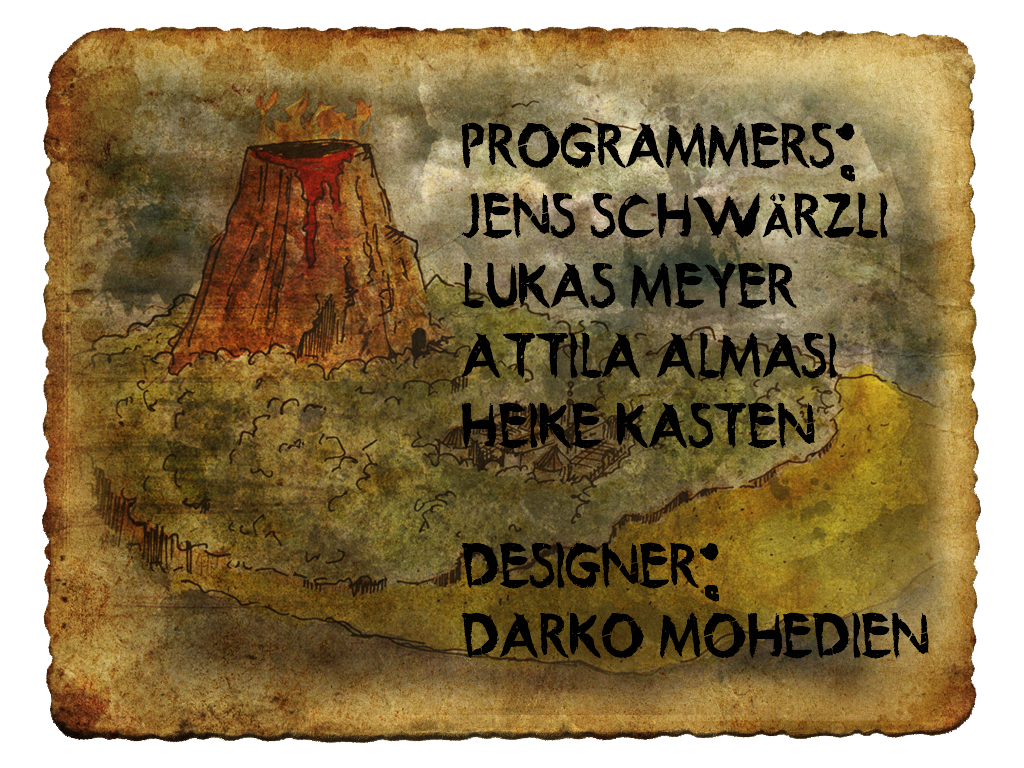 PROGRAMMERS:
JENS SCHWÄRZLI
LUKAS MEYER
ATTILA ALMASI
HEIKE KASTEN
DESIGNER:
DARKO MOHEDIEN